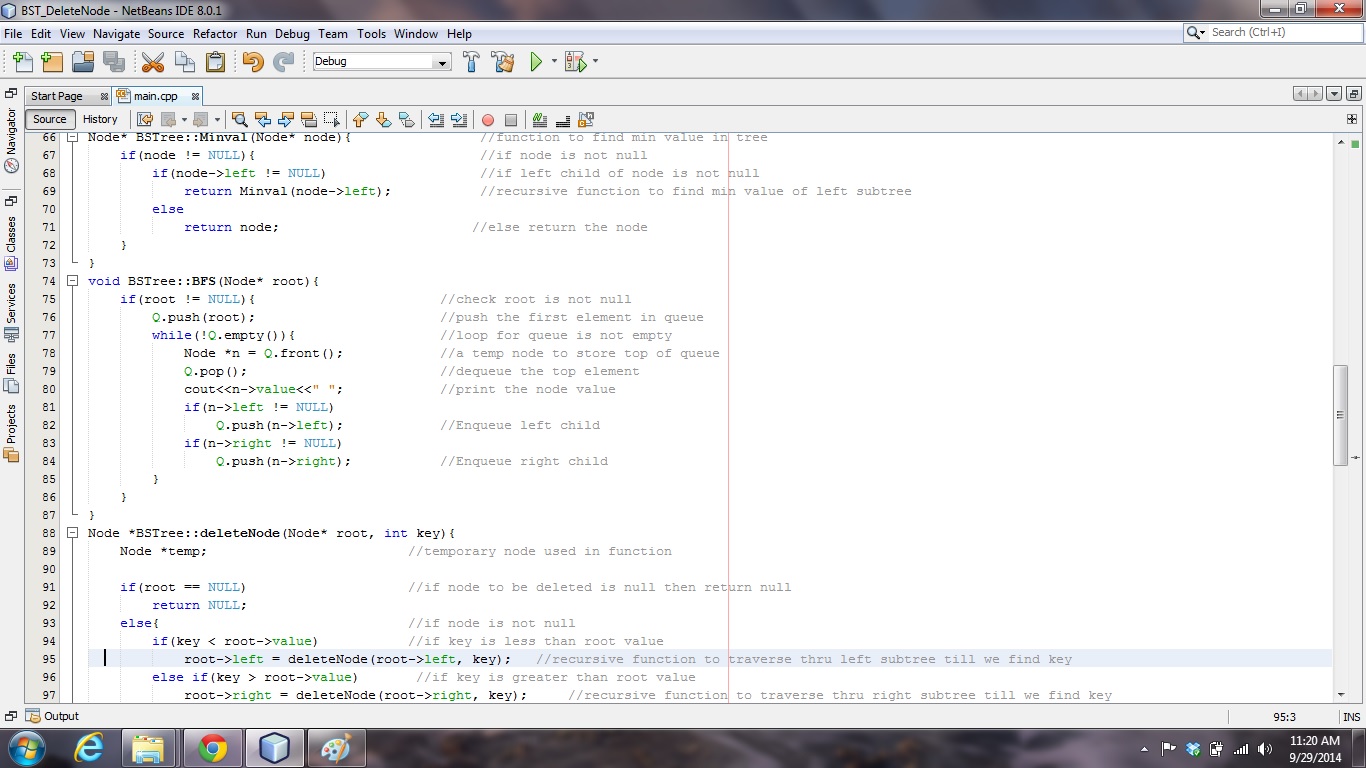 BST_DeleteNode - NetBeans IDE 8.0.1
File Edit View Navigate Source Refactor Run Debug Team Tools Window Help
Search (Ctrl+I)
Debug
Start Page main.cpp
Source History
Navigator
Classes
Services
Files
Projects
66 Node* BSTree::Minval(Node* node){ //function to find min value in tree
67 if(node != NULL){ //if node is not null
68 if(node->left != NULL) //if left child of node is not null
69 return Minval(node->left); //recursive function to find min value of left subtree
70 else
71 return node; //else return the node
72 }
73 }
74 void BSTree::BFS(Node* root){
75 if(root != NULL){ //check root is not null
76 Q.push(root); //push the first element in queue
77 while(!Q.empty()){ //loop for queue is not empty
78 Node *n = Q.front(); //a temp node to store top of queue
79 Q.pop(); //dequeue the top element
80 cout<<n->value<<" "; //print the node value
81 if(n->left != NULL)
82 Q.push(n->left); //Enqueue left child
83 if(n->right != NULL)
84 Q.push(n->right); //Enqueue right child
85 }
86 }
87 }
88 Node *BSTree::deleteNode(Node* root, int key){
89 Node *temp; //temporary node used in function
90
91 if(root == NULL) //if node to be deleted is null then return null
92 return NULL;
93 else{ //if node is not null
94 if(key < root->value) //if key is less than root value
95 root->left = deleteNode(root->left, key); //recursive function to traverse thru left subtree till we find key
96 else if(key > root->value) //if key is greater than root value
97 root->right = deleteNode(root->right, key); //recursive function to traverse thru right subtree till we find key
Output
95:3 INS
11:20 AM
9/29/2014